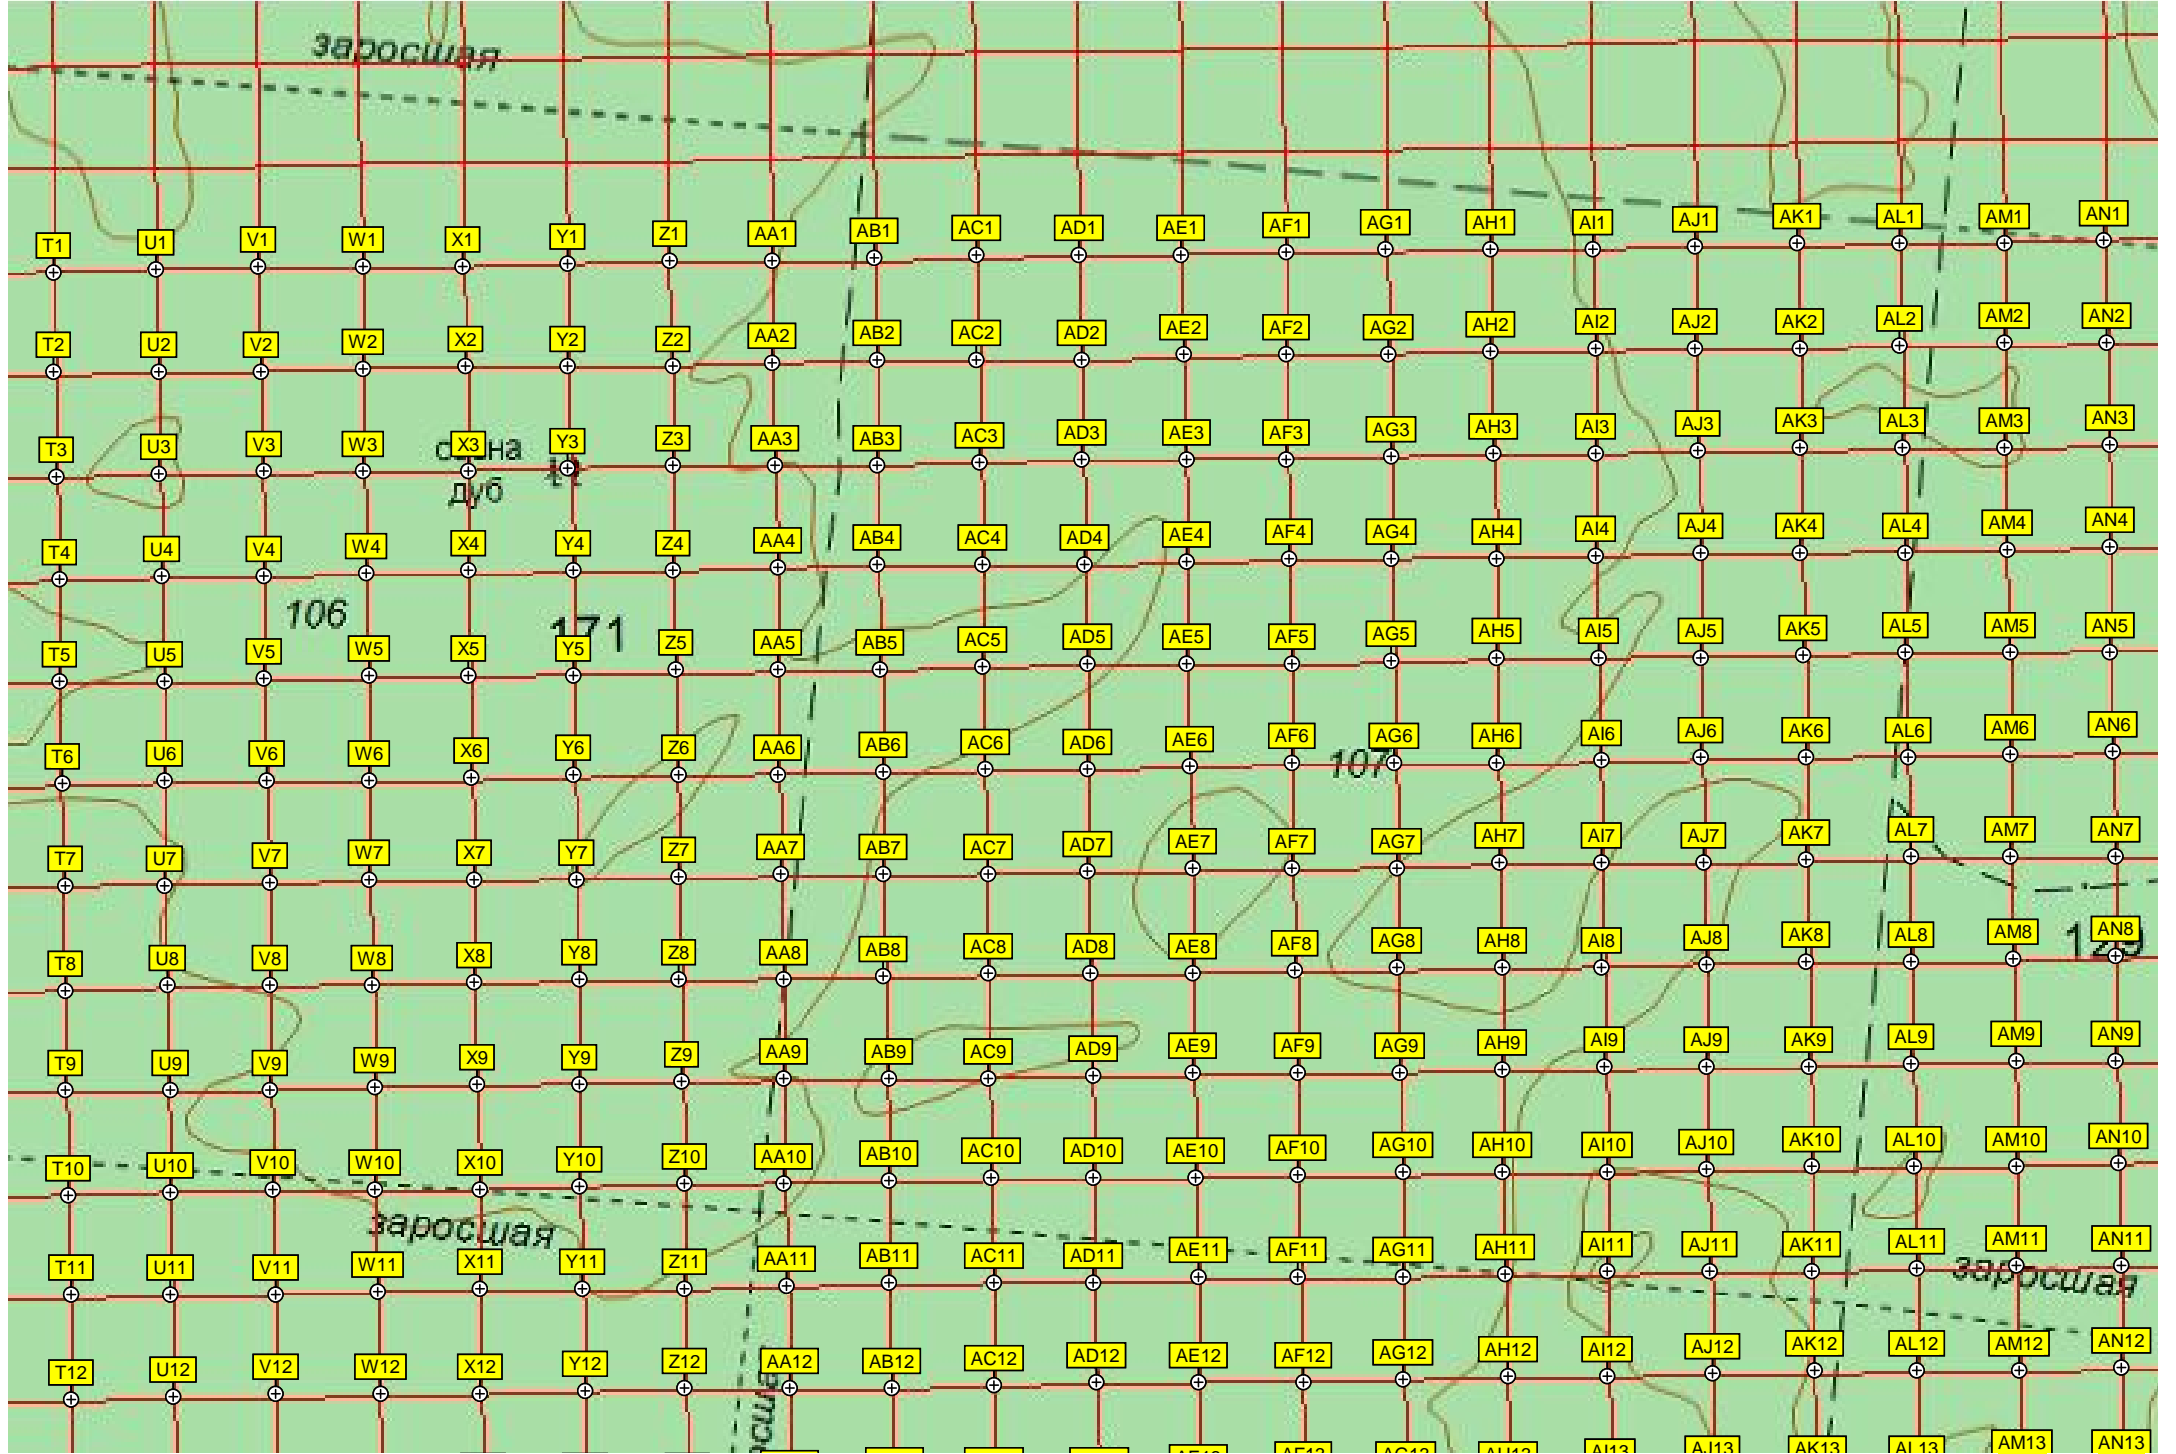 заросшая
T1 U1 V1 W1 X1 Y1 Z1 AA1 AB1 AC1 AD1 AE1 AF1 AG1 AH1 AI1 AJ1 AK1 AL1 AM1 AN1
T2 U2 V2 W2 X2 Y2 Z2 AA2 AB2 AC2 AD2 AE2 AF2 AG2 AH2 AI2 AJ2 AK2 AL2 AM2 AN2
T3 U3 V3 W3 X3 Y3 Z3 AA3 AB3 AC3 AD3 AE3 AF3 AG3 AH3 AI3 AJ3 AK3 AL3 AM3 AN3
дуб
T4 U4 V4 W4 X4 Y4 Z4 AA4 AB4 AC4 AD4 AE4 AF4 AG4 AH4 AI4 AJ4 AK4 AL4 AM4 AN4
106 171
T5 U5 V5 W5 X5 Y5 Z5 AA5 AB5 AC5 AD5 AE5 AF5 AG5 AH5 AI5 AJ5 AK5 AL5 AM5 AN5
T6 U6 V6 W6 X6 Y6 Z6 AA6 AB6 AC6 AD6 AE6 AF6 AG6 AH6 AI6 AJ6 AK6 AL6 AM6 AN6
107
T7 U7 V7 W7 X7 Y7 Z7 AA7 AB7 AC7 AD7 AE7 AF7 AG7 AH7 AI7 AJ7 AK7 AL7 AM7 AN7
T8 U8 V8 W8 X8 Y8 Z8 AA8 AB8 AC8 AD8 AE8 AF8 AG8 AH8 AI8 AJ8 AK8 AL8 AM8 AN8
T9 U9 V9 W9 X9 Y9 Z9 AA9 AB9 AC9 AD9 AE9 AF9 AG9 AH9 AI9 AJ9 AK9 AL9 AM9 AN9
T10 U10 V10 W10 X10 Y10 Z10 AA10 AB10 AC10 AD10 AE10 AF10 AG10 AH10 AI10 AJ10 AK10 AL10 AM10 AN10
заросшая
T11 U11 V11 W11 X11 Y11 Z11 AA11 AB11 AC11 AD11 AE11 AF11 AG11 AH11 AI11 AJ11 AK11 AL11 AM11 AN11
заросшая
T12 U12 V12 W12 X12 Y12 Z12 AA12 AB12 AC12 AD12 AE12 AF12 AG12 AH12 AI12 AJ12 AK12 AL12 AM12 AN12
AE13 AF13 AG13 AH13 AI13 AJ13 AK13 AL13 AM13 AN13